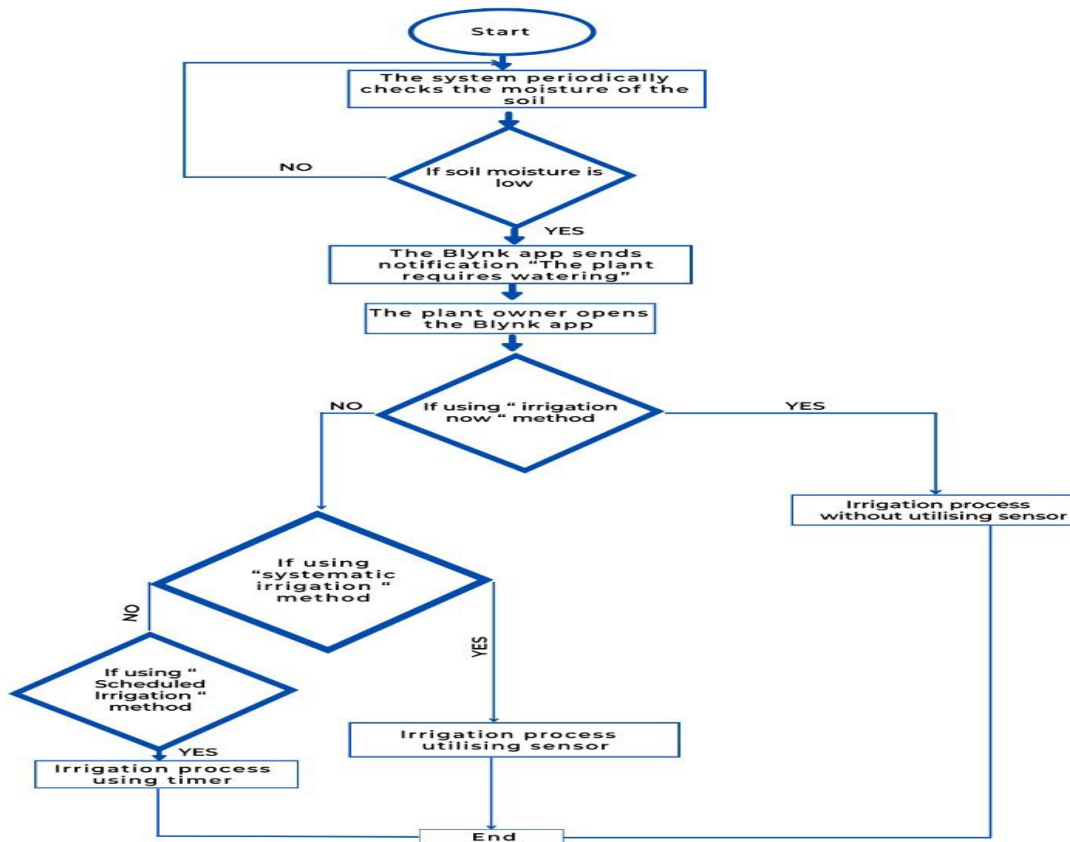 Start
The system periodically
checks the moisture of the
soil
If soil moisture is
low
NO
YES
The Blynk app sends
notification “The plant
requires watering”
The plant owner opens
the Blynk app
If using “ irrigation
now “ method
NO
YES
Irrigation process
without utilising sensor
If using
“systematic
irrigation “
method
NO
YES
If using “
Scheduled
Irrigation “
method
YES
Irrigation process
utilising sensor
Irrigation process
using timer
End